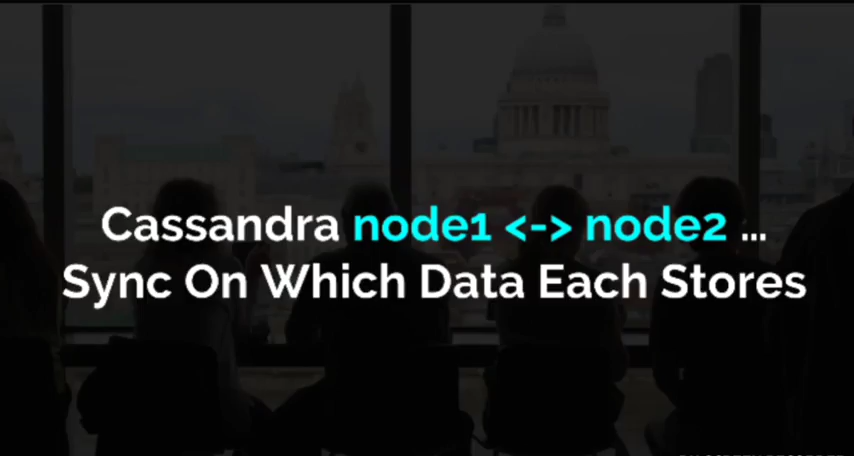 Cassandra node1 <-> node2 ...
Sync On Which Data Each Stores